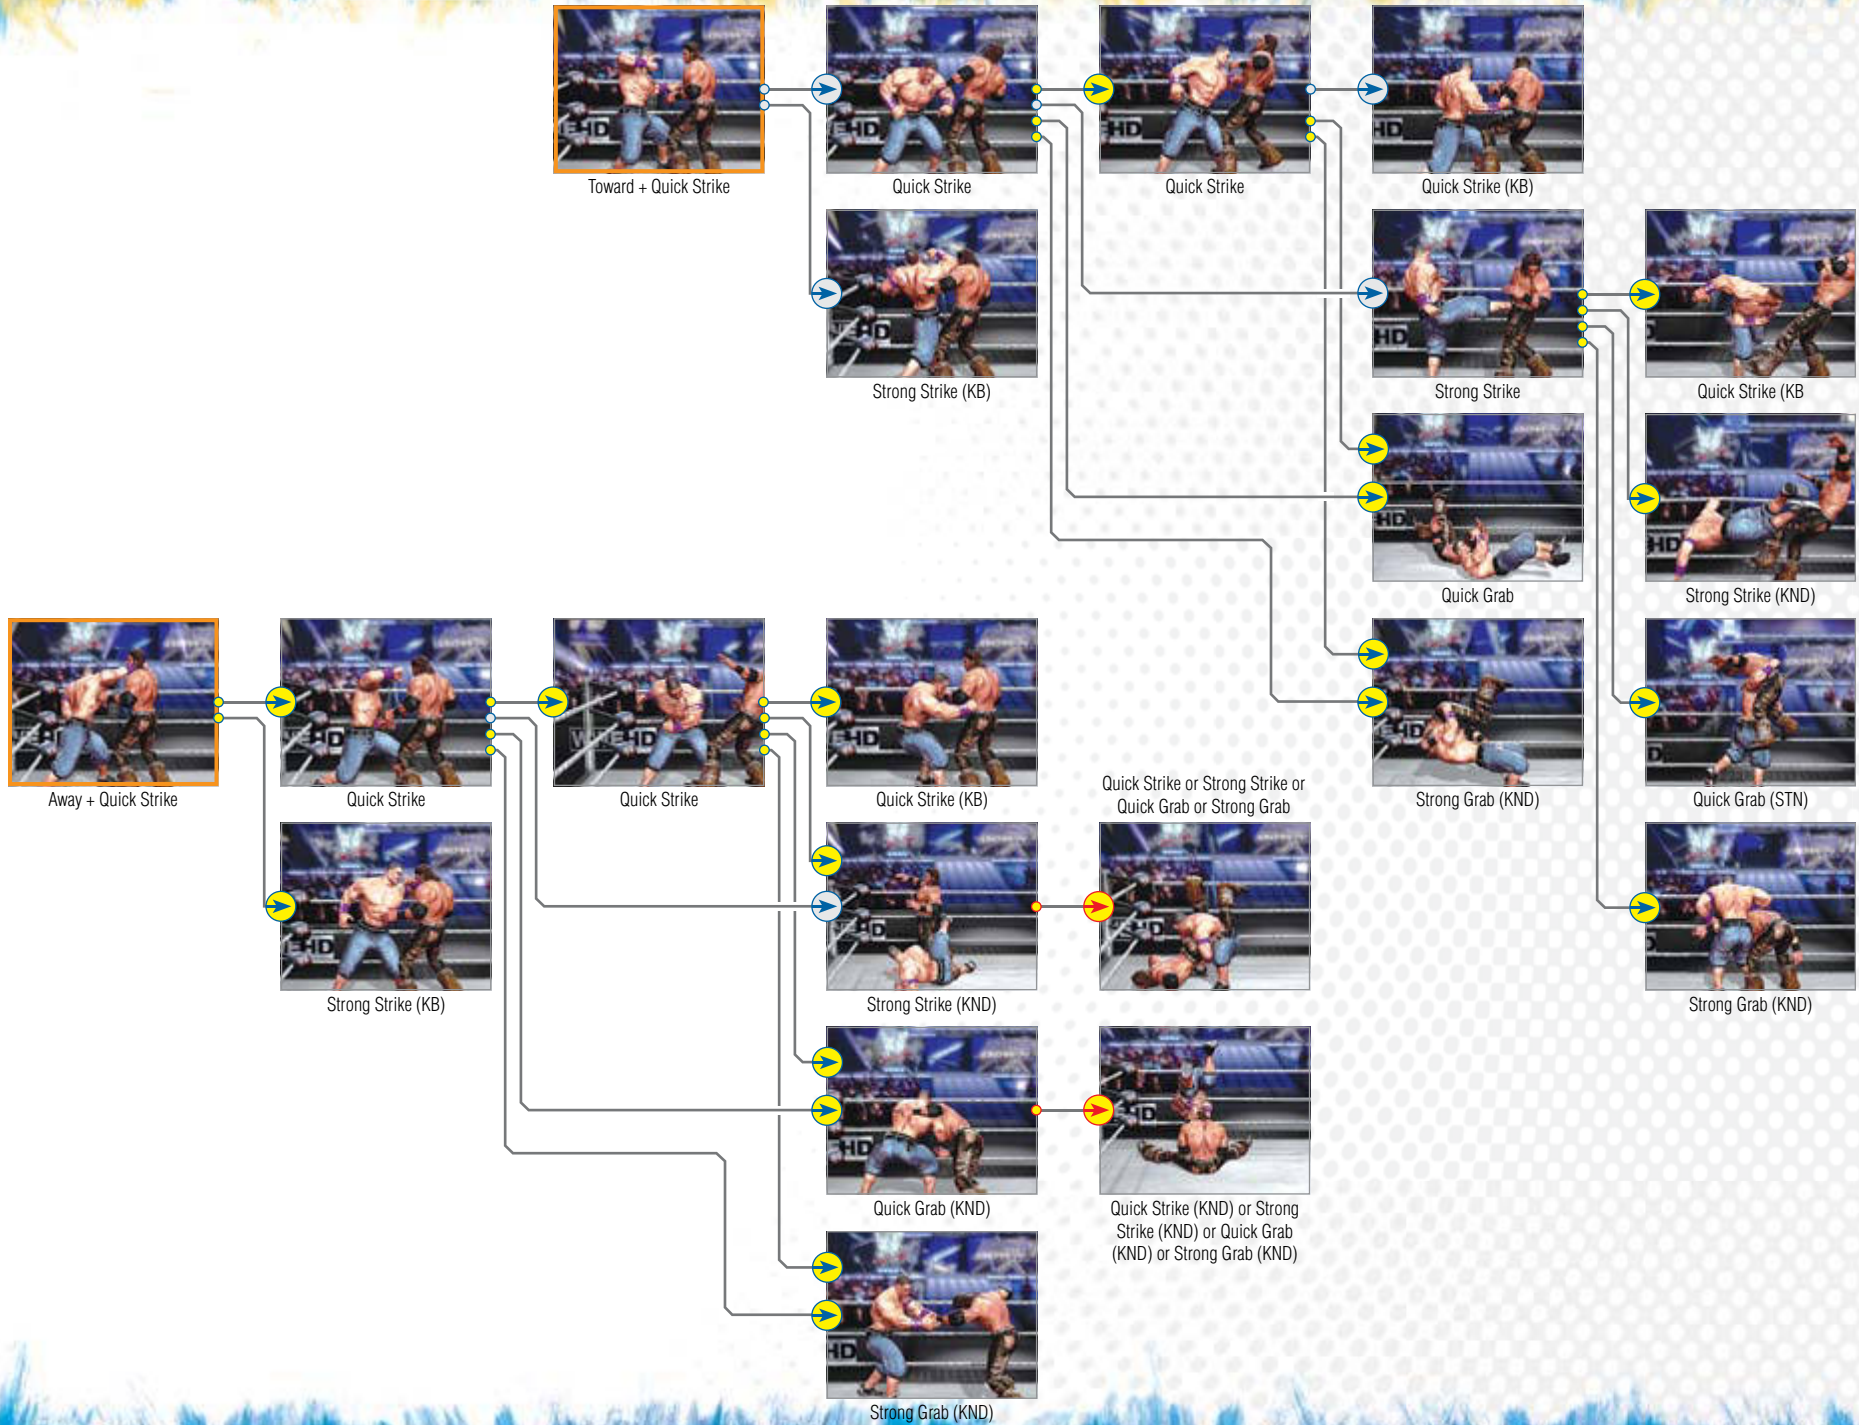 Toward + Quick Strike
Quick Strike
Quick Strike
Quick Strike (KB)
Strong Strike (KB)
Strong Strike
Quick Strike (KB
Quick Grab
Strong Strike (KND)
Away + Quick Strike
Quick Strike
Quick Strike
Quick Strike (KB)
Quick Strike or Strong Strike or
Quick Grab or Strong Grab
Strong Grab (KND)
Quick Grab (STN)
Strong Strike (KB)
Strong Strike (KND)
Strong Grab (KND)
Quick Grab (KND)
Quick Strike (KND) or Strong
Strike (KND) or Quick Grab
(KND) or Strong Grab (KND)
Strong Grab (KND)